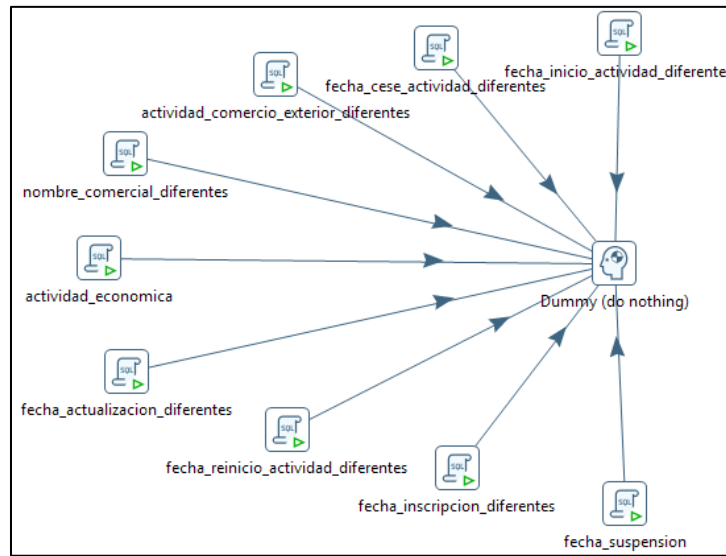 fecha_inicio_actividad_diferente
fecha_cese_actividad_diferentes
actividad_comercio_exterior_diferentes
nombre_comercial_diferentes
actividad_economica
Dummy (do nothing)
fecha_actualizacion_diferentes
fecha_reinicio_actividad_diferentes
fecha_inscripcion_diferentes
fecha_suspension
SQL
SQL
SQL
SQL
SQL
SQL
SQL
SQL
SQL